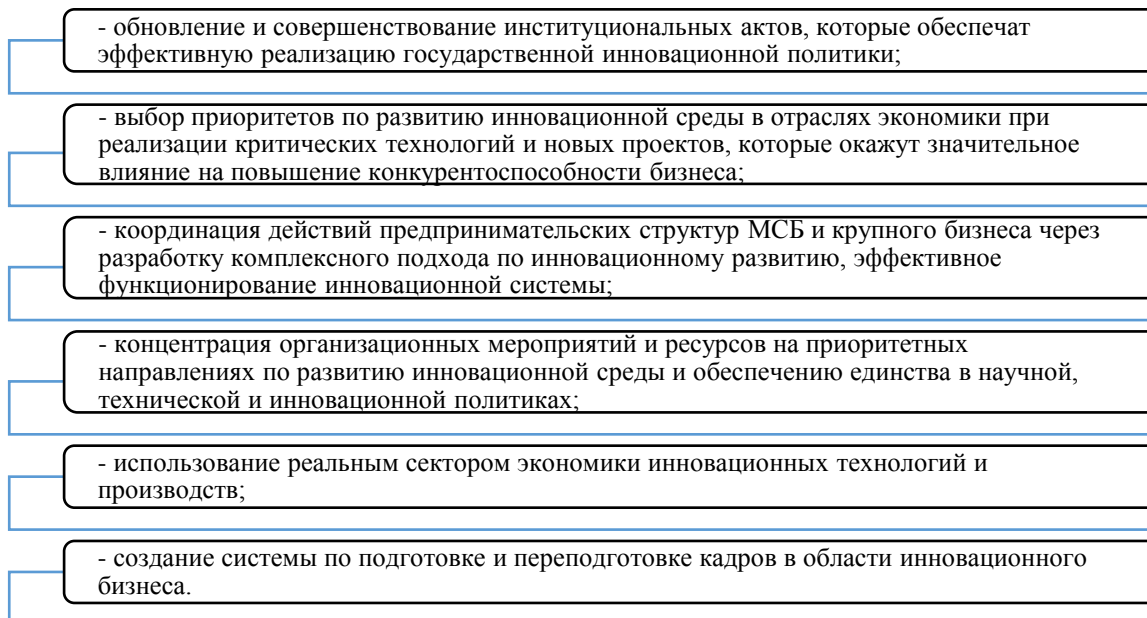 - обновление и совершенствование институциональных актов, которые обеспечат
эффективную реализацию государственной инновационной политики;
- выбор приоритетов по развитию инновационной среды в отраслях экономики при
реализации критических технологий и новых проектов, которые окажут значительное
влияние на повышение конкурентоспособности бизнеса;
- координация действий предпринимательских структур МСБ и крупного бизнеса через
разработку комплексного подхода по инновационному развитию, эффективное
функционирование инновационной системы;
- концентрация организационных мероприятий и ресурсов на приоритетных
направлениях по развитию инновационной среды и обеспечению единства в научной,
технической и инновационной политиках;
- использование реальным сектором экономики инновационных технологий и
производств;
- создание системы по подготовке и переподготовке кадров в области инновационного
бизнеса.